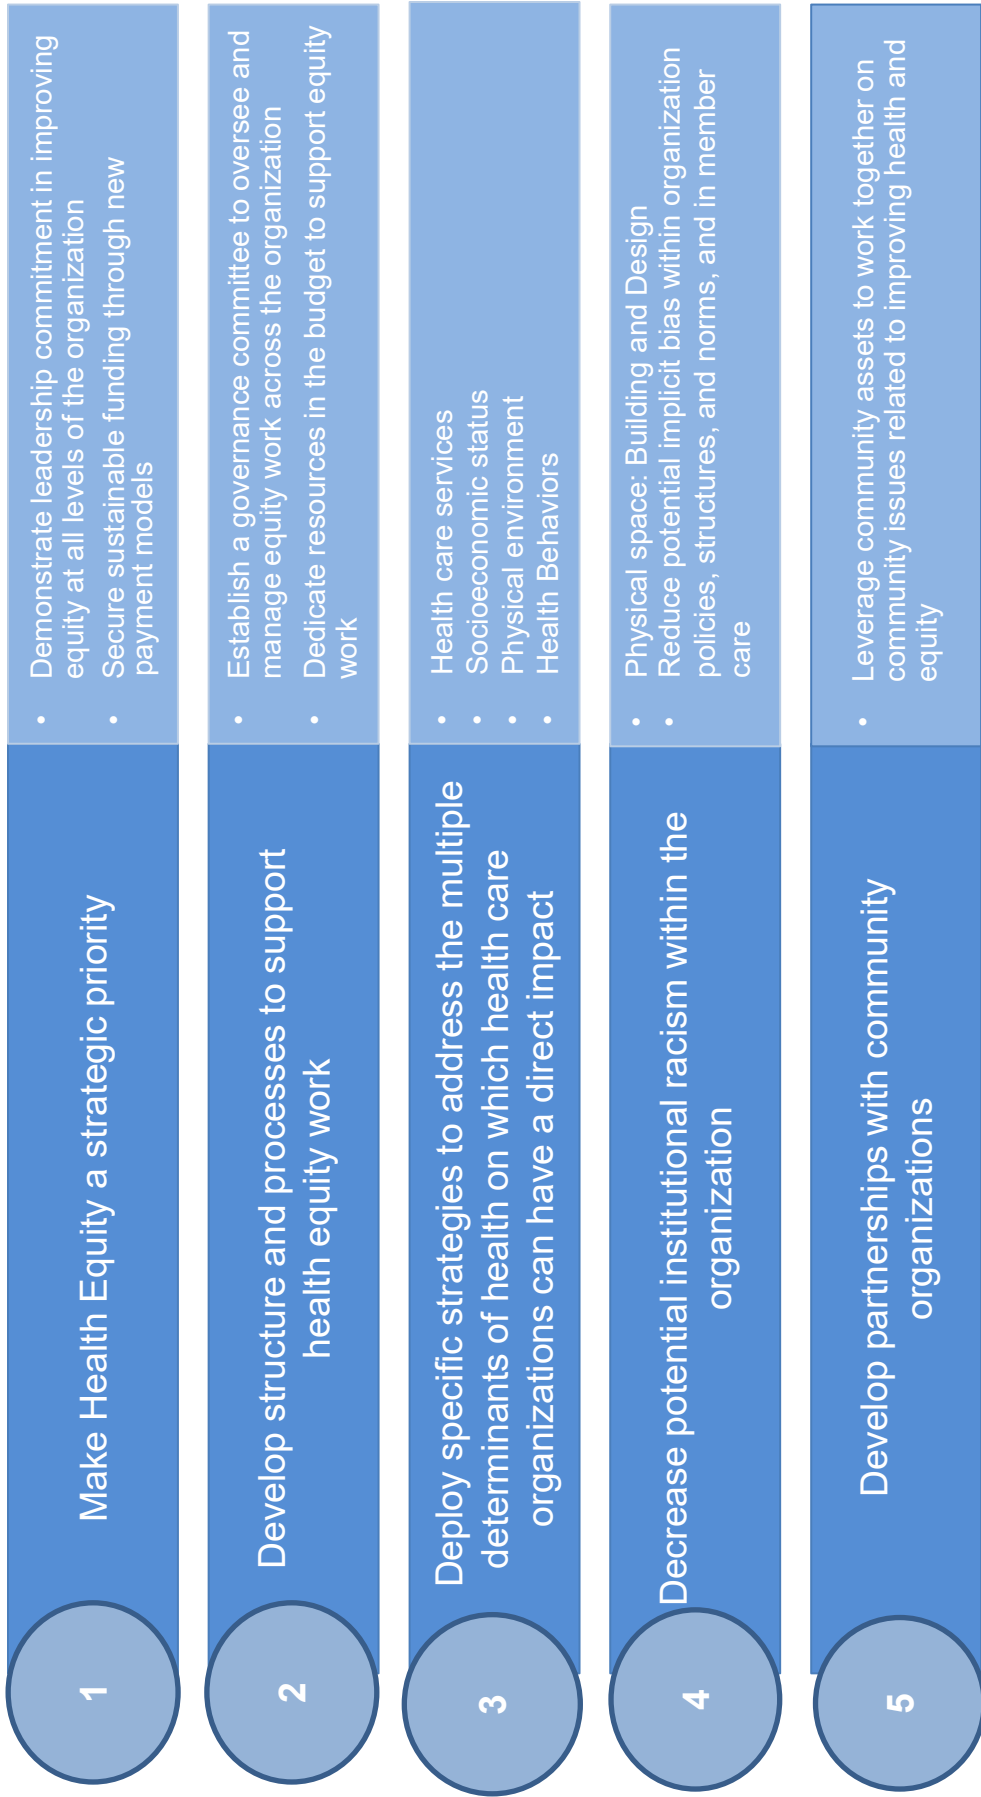 1
Make Health Equity a strategic priority
• Demonstrate leadership commitment in improving
equity at all levels of the organization
• Secure sustainable funding through new
payment models
2
Develop structure and processes to support
health equity work
• Establish a governance committee to oversee and
manage equity work across the organization
• Dedicate resources in the budget to support equity
work
3
Deploy specific strategies to address the multiple
determinants of health on which health care
organizations can have a direct impact
• Health care services
• Socioeconomic status
• Physical environment
• Health Behaviors
4
Decrease potential institutional racism within the
organization
• Physical space: Building and Design
• Reduce potential implicit bias within organization
policies, structures, and norms, and in member
care
5
Develop partnerships with community
organizations
• Leverage community assets to work together on
community issues related to improving health and
equity